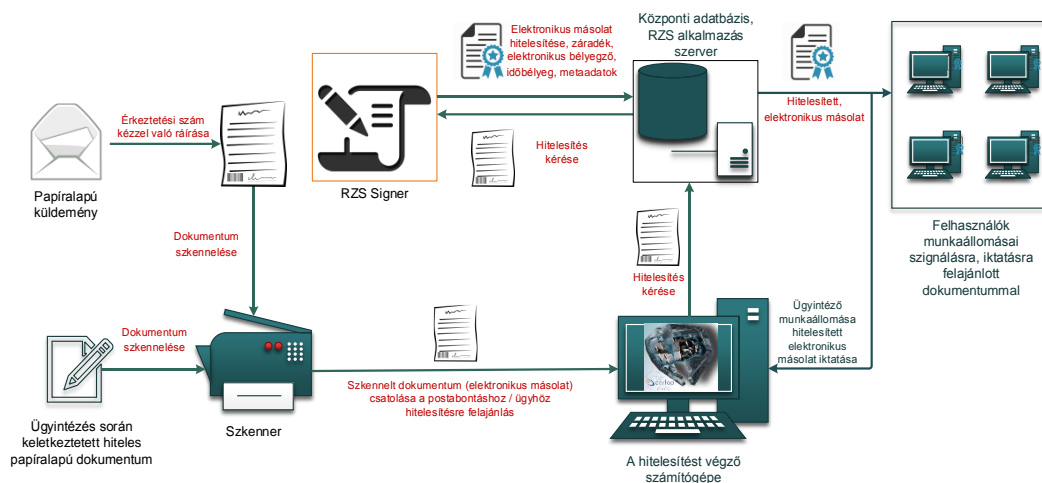 Elektronikus másolat
hitelesítése, záradék,
elektronikus bélyegző,
időbélyeg, metaadatok
Központi adatbázis,
RZS alkalmazás
szerver
Érkeztetési szám
kézzel való ráírása
Hitelesítés
kérése
Hitelesített,
elektronikus másolat
Papíralapú
küldemény
RZS Signer
Felhasználók
munkaállomásai
szignálásra, iktatásra
felajánlott
dokumentummal
Dokumentum
szkennelése
Hitelesítés
kérése
Ügyintéző
munkaállomása
hitelesített
elektronikus
másolat iktatása
Dokumentum
szkennelése
Szkennelt dokumentum (elektronikus másolat)
csatolása a postabontáshoz / ügyhöz
hitelesítésre felajánlás
Szkenner
Ügyintézés során
keletkeztetett hiteles
papíralapú dokumentum
A hitelesítést végző
számítógépe